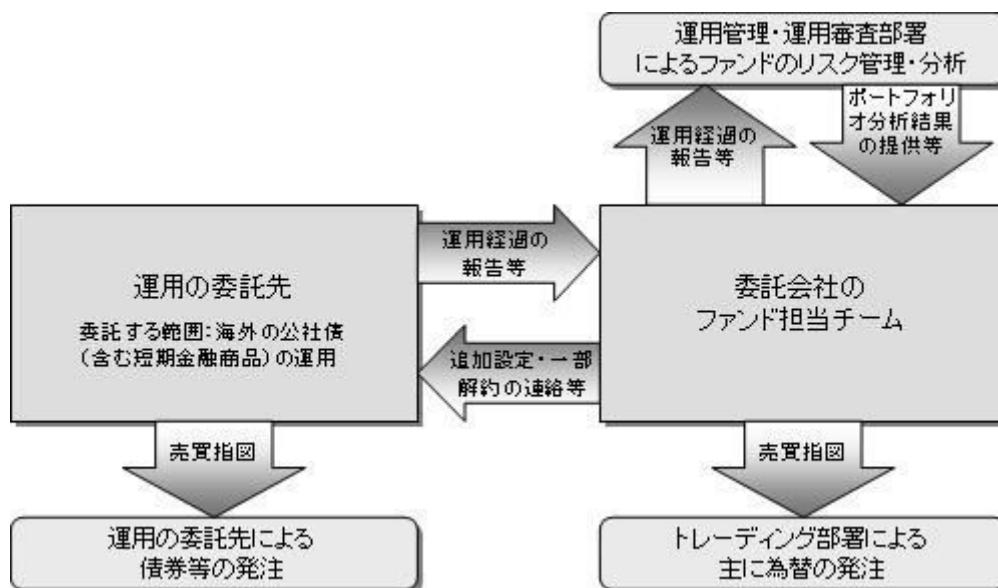 運用管理・運用審査部署
によるファンドのリスク管理・分析
運用経過の
報告等
ポートフォリ
オ分析結果
の提供等
運用の委託先
委託する範囲：海外の公社債
（含む短期金融商品）の運用
運用経過の
報告等
追加設定・一部
解約の連絡等
委託会社の
ファンド担当チーム
売買指図
売買指図
運用の委託先による
債券等の発注
トレーディング部署による
主に為替の発注